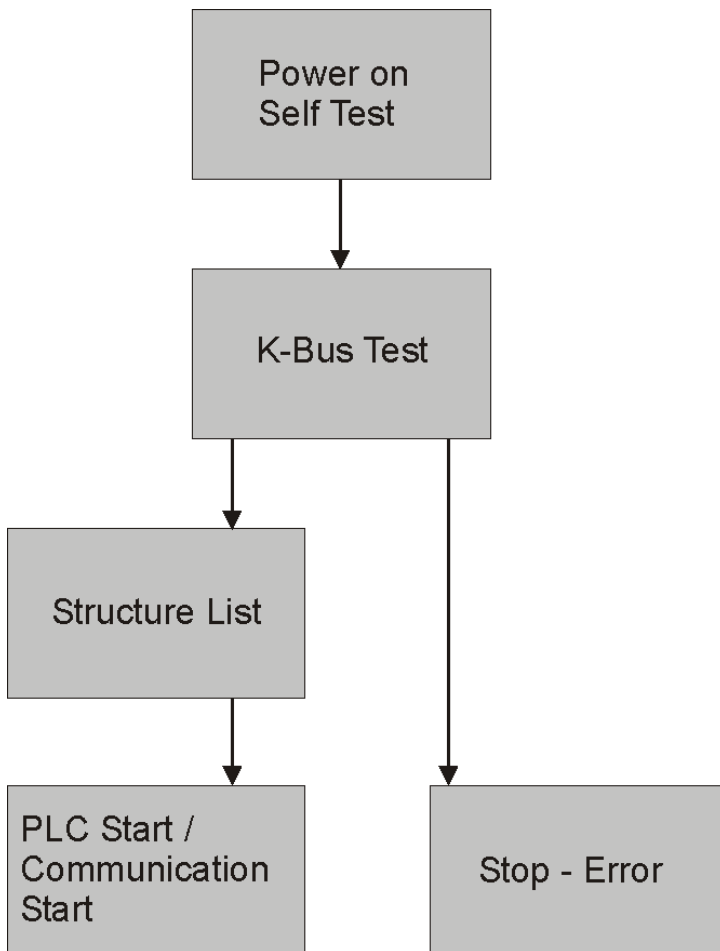 Power on
Self Test
K-Bus Test
Structure List
PLC Start /
Communication
Start
Stop - Error